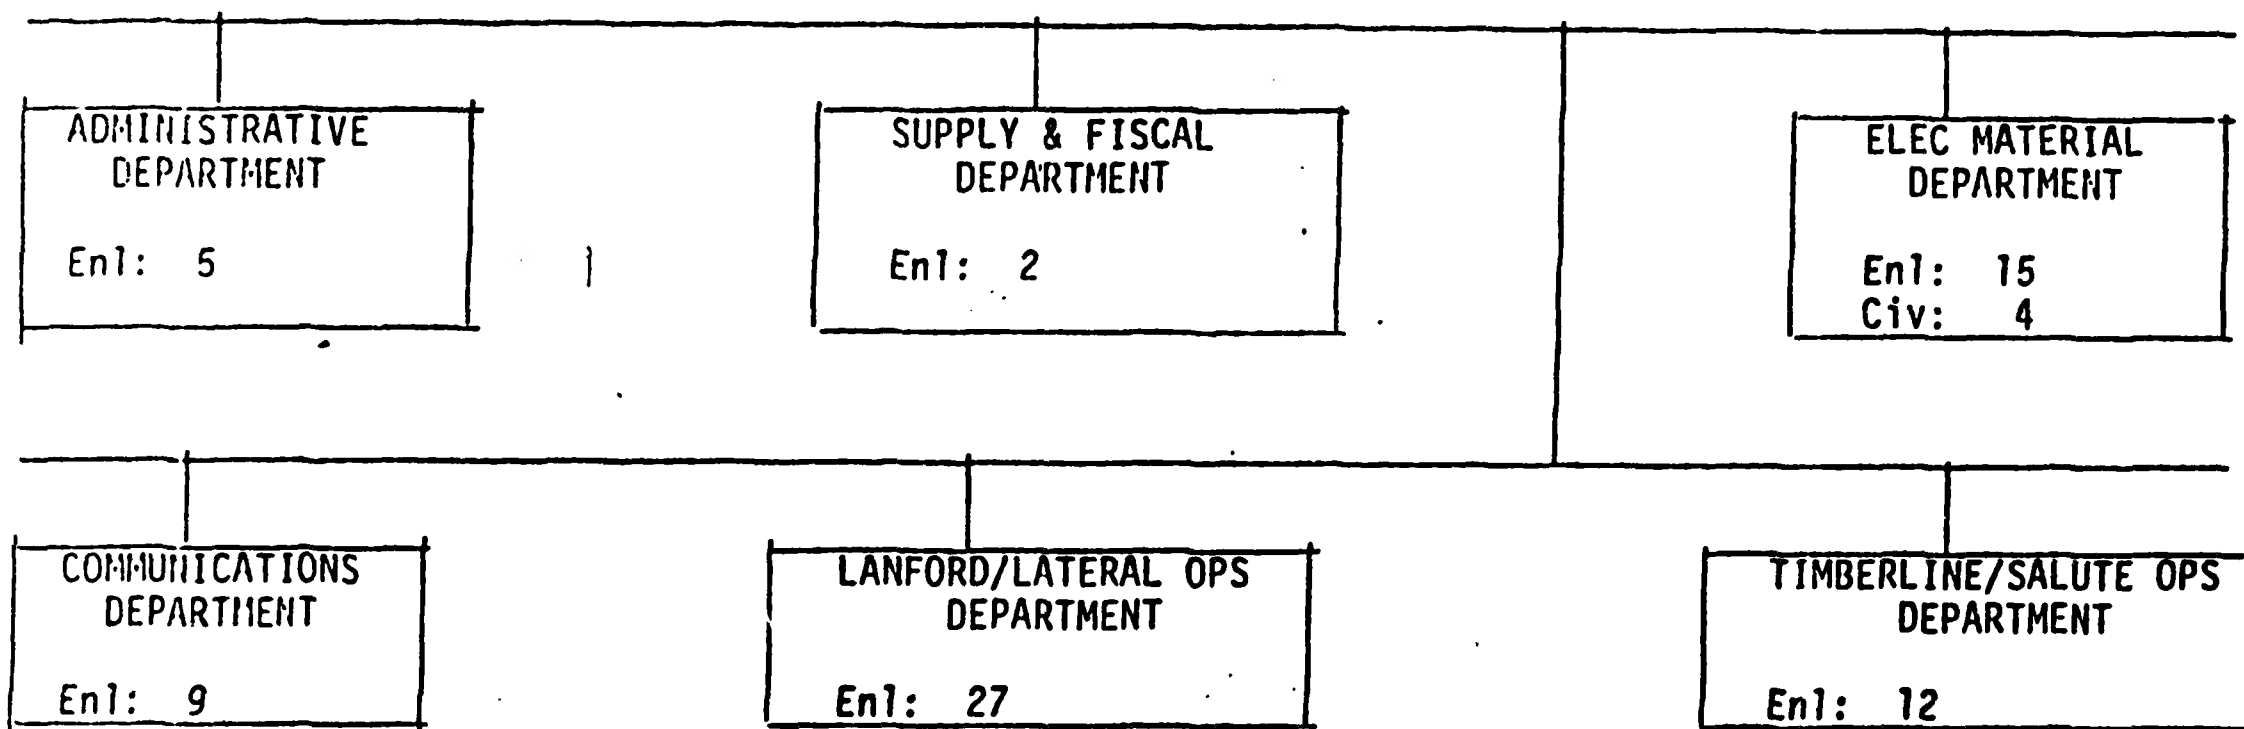 ADMINISTRATIVE
DEPARTMENT
Enl: 5
SUPPLY & FISCAL
DEPARTMENT
Enl: 2
ELEC MATERIAL
DEPARTMENT
Enl: 15
Civ: 4
COMMUNICATIONS
DEPARTMENT
Enl: 9
LANFORD/LATERAL OPS
DEPARTMENT
Enl: 27
TIMBERLINE/SALUTE OPS
DEPARTMENT
Enl: 12